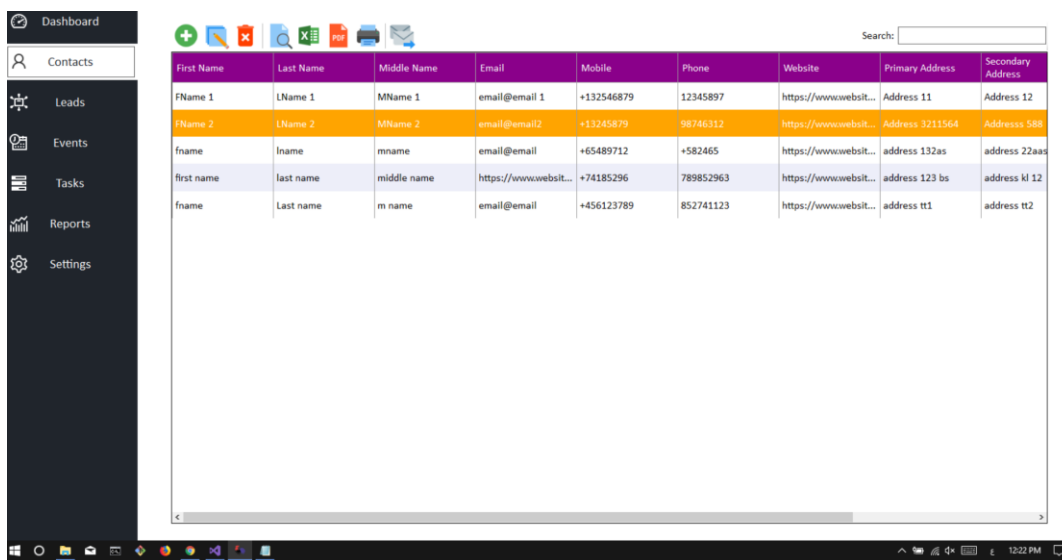 Dashboard
Contacts
Leads
Events
Tasks
Reports
Settings
PDF
Search:
First Name Last Name Middle Name Email Mobile Phone Website Primary Address Secondary Address
FName 1 LName 1 MName 1 email@email 1 +132546879 12345897 https://www.websit... Address 11 Address 12
FName 2 LName 2 MName 2 email@email2 +13245879 98746312 https://www.websit... Address 3211564 Addresss 588
fname lname mname email@email +65489712 +582465 https://www.websit... address 132as address 22aas
first name last name middle name https://www.websit... +74185296 789852963 https://www.websit... address 123 bs address kl 12
fname Last name m name email@email +456123789 852741123 https://www.websit... address tt1 address tt2
ع 12:22 PM